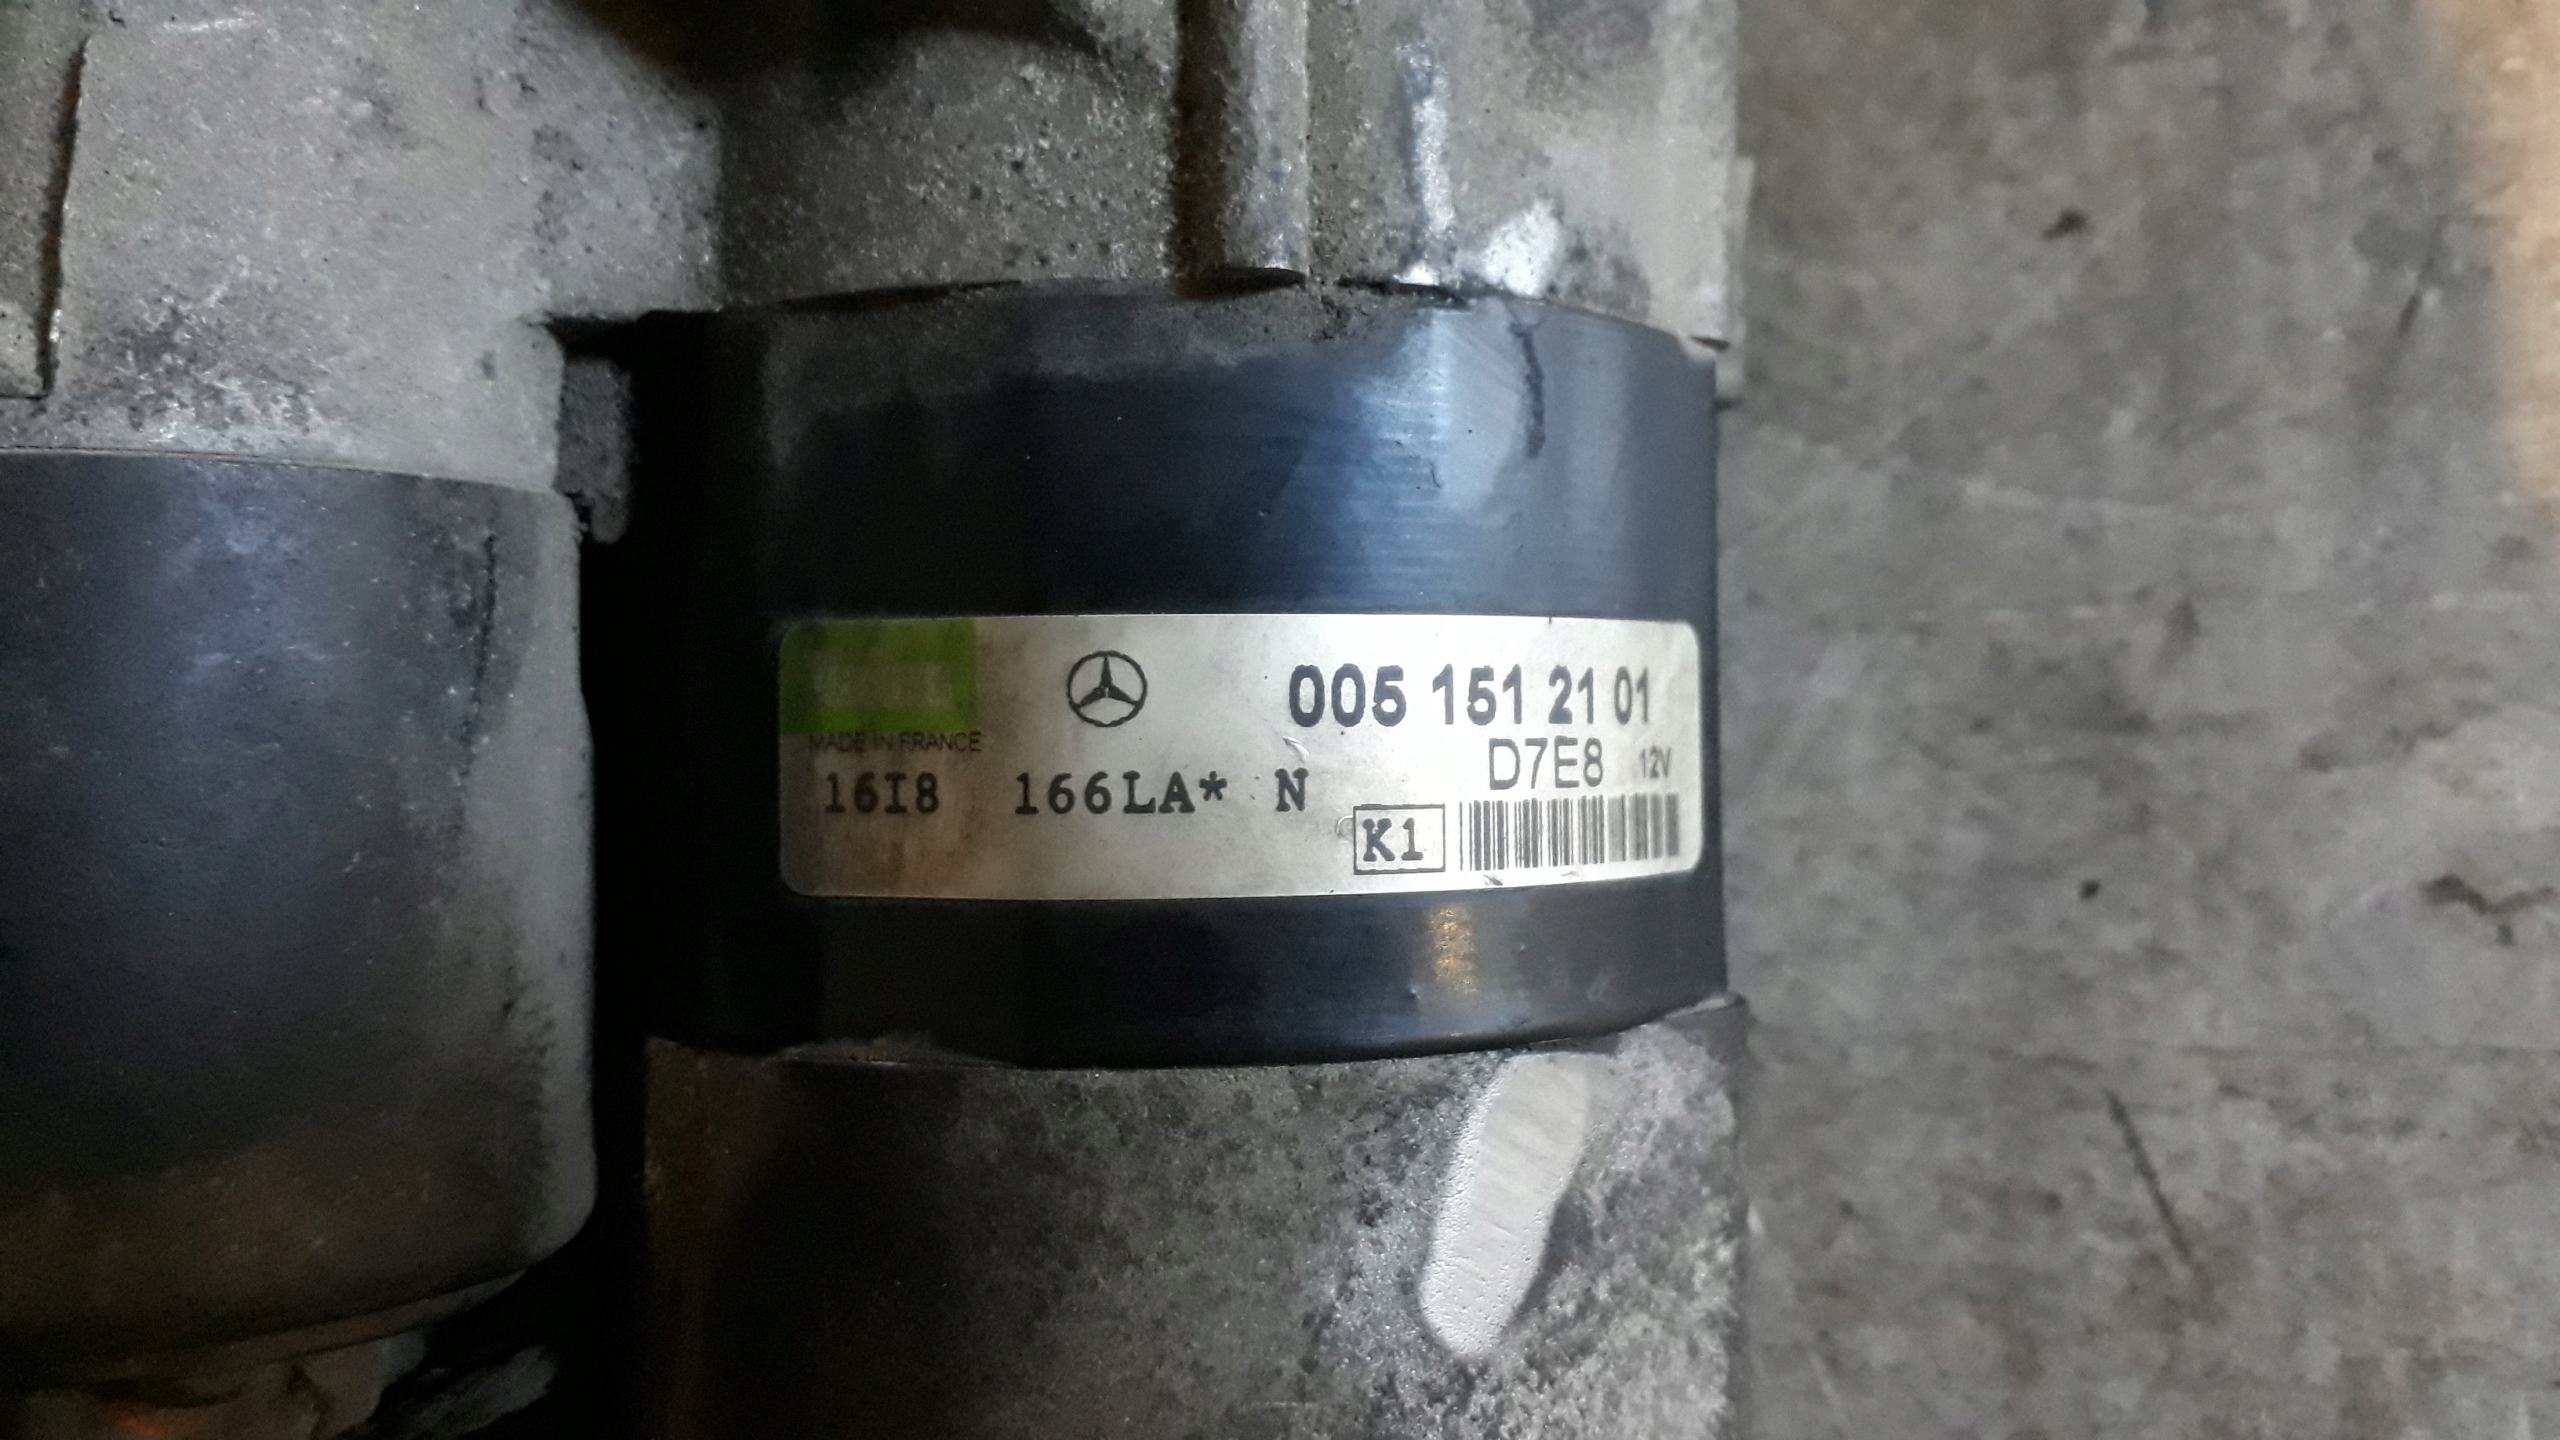 005 151 21 01
MADE IN FRANCE
D7E8 12V
16I8 166LA* N
K1